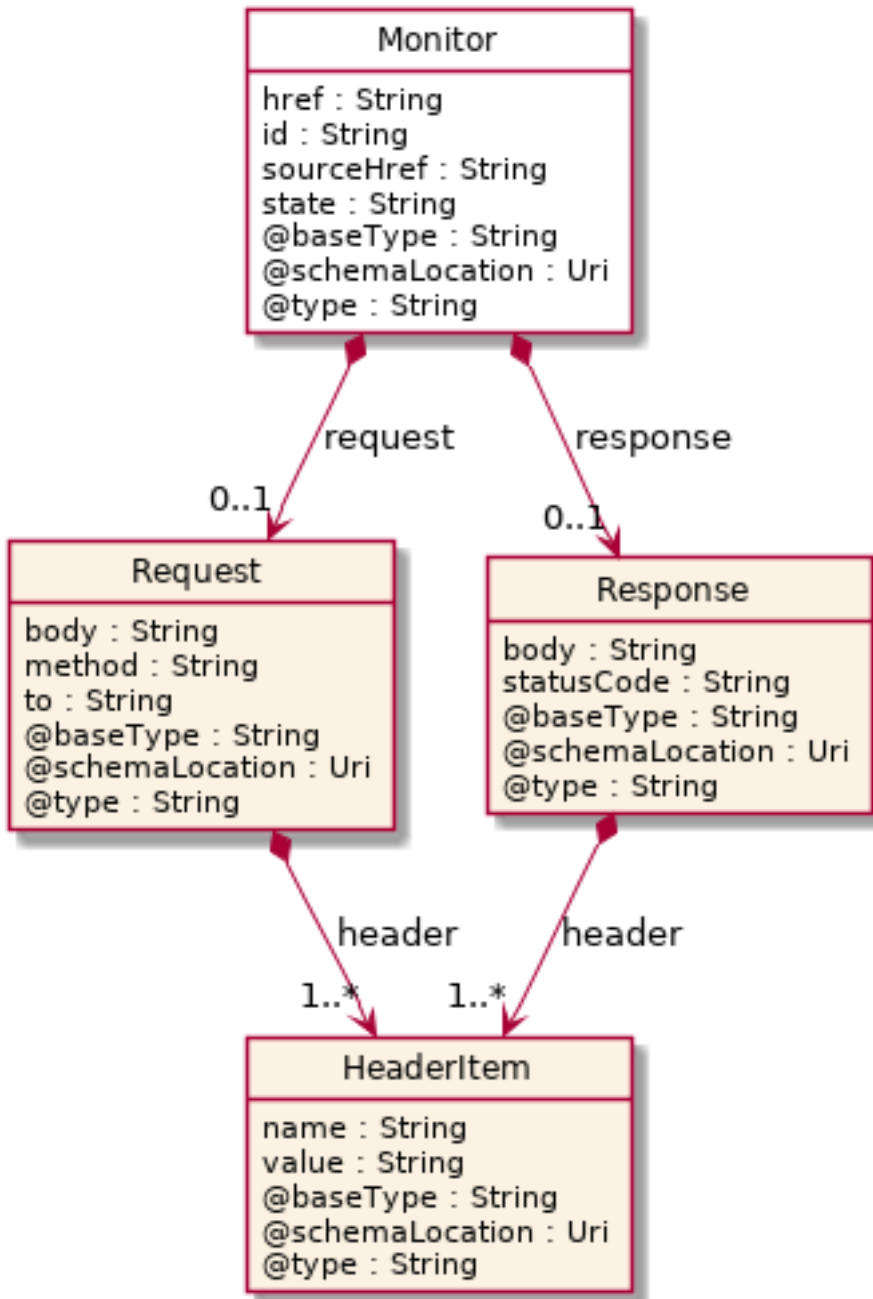 Monitor
href : String
id : String
sourceHref : String
state : String
@baseType : String
@schemaLocation : Uri
@type : String
request
response
0..1
0..1
Request
body : String
method : String
to : String
@baseType : String
@schemaLocation : Uri
@type : String
Response
body : String
statusCode : String
@baseType : String
@schemaLocation : Uri
@type : String
header
header
1..*
1..*
HeaderItem
name : String
value : String
@baseType : String
@schemaLocation : Uri
@type : String